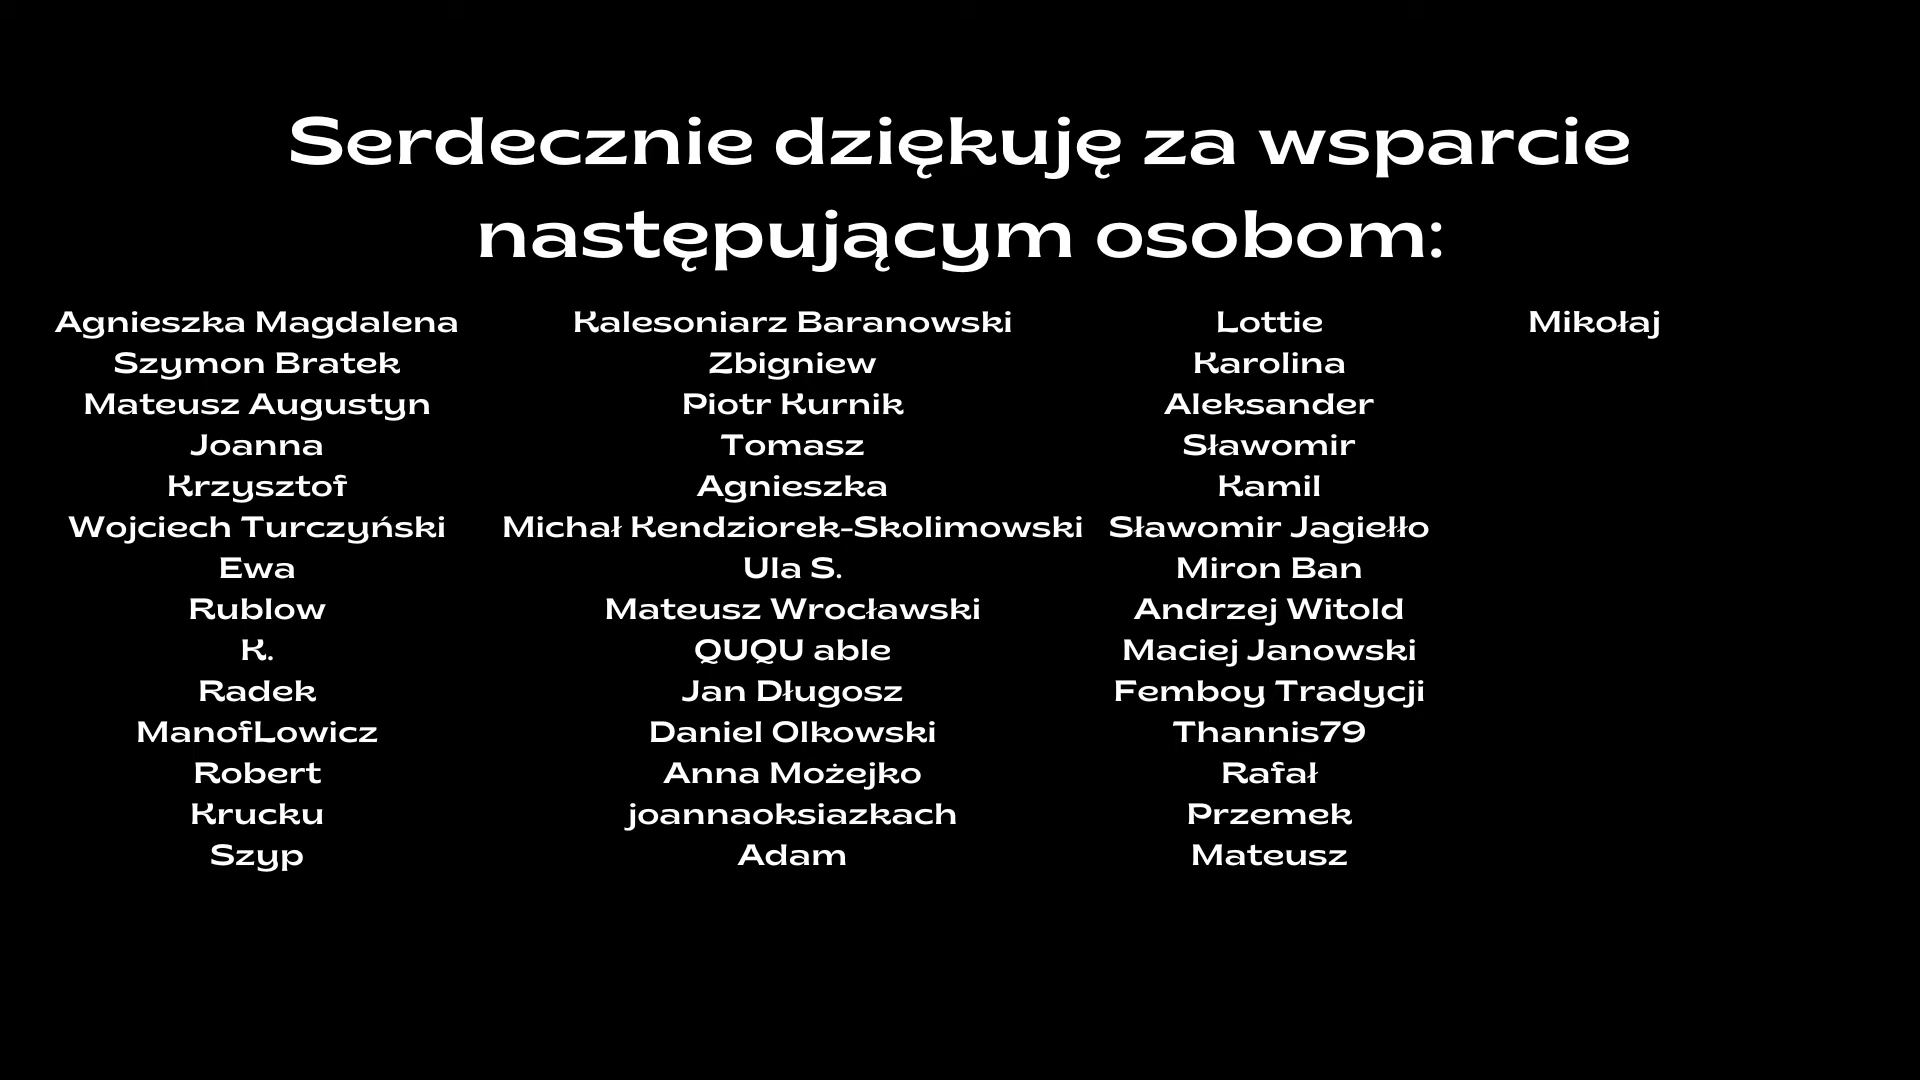 Serdecznie dziękuję za wsparcie
następującym osobom:
Agnieszka Magdalena
Szymon Bratek
Mateusz Augustyn
Joanna
Krzysztof
Wojciech Turczyński
Ewa
Rublow
K.
Radek
ManofLowicz
Robert
Krucku
Szyp
Kalesoniarz Baranowski
Zbigniew
Piotr Kurnik
Tomasz
Agnieszka
Michał Kendziorek-Skolimowski
Ula S.
Mateusz Wrocławski
QUQU able
Jan Długosz
Daniel Olkowski
Anna Możejko
joannaoksiazkach
Adam
Lottie
Karolina
Aleksander
Sławomir
Kamil
Sławomir Jagiełło
Miron Ban
Andrzej Witold
Maciej Janowski
Femboy Tradycji
Thannis79
Rafał
Przemek
Mateusz
Mikołaj